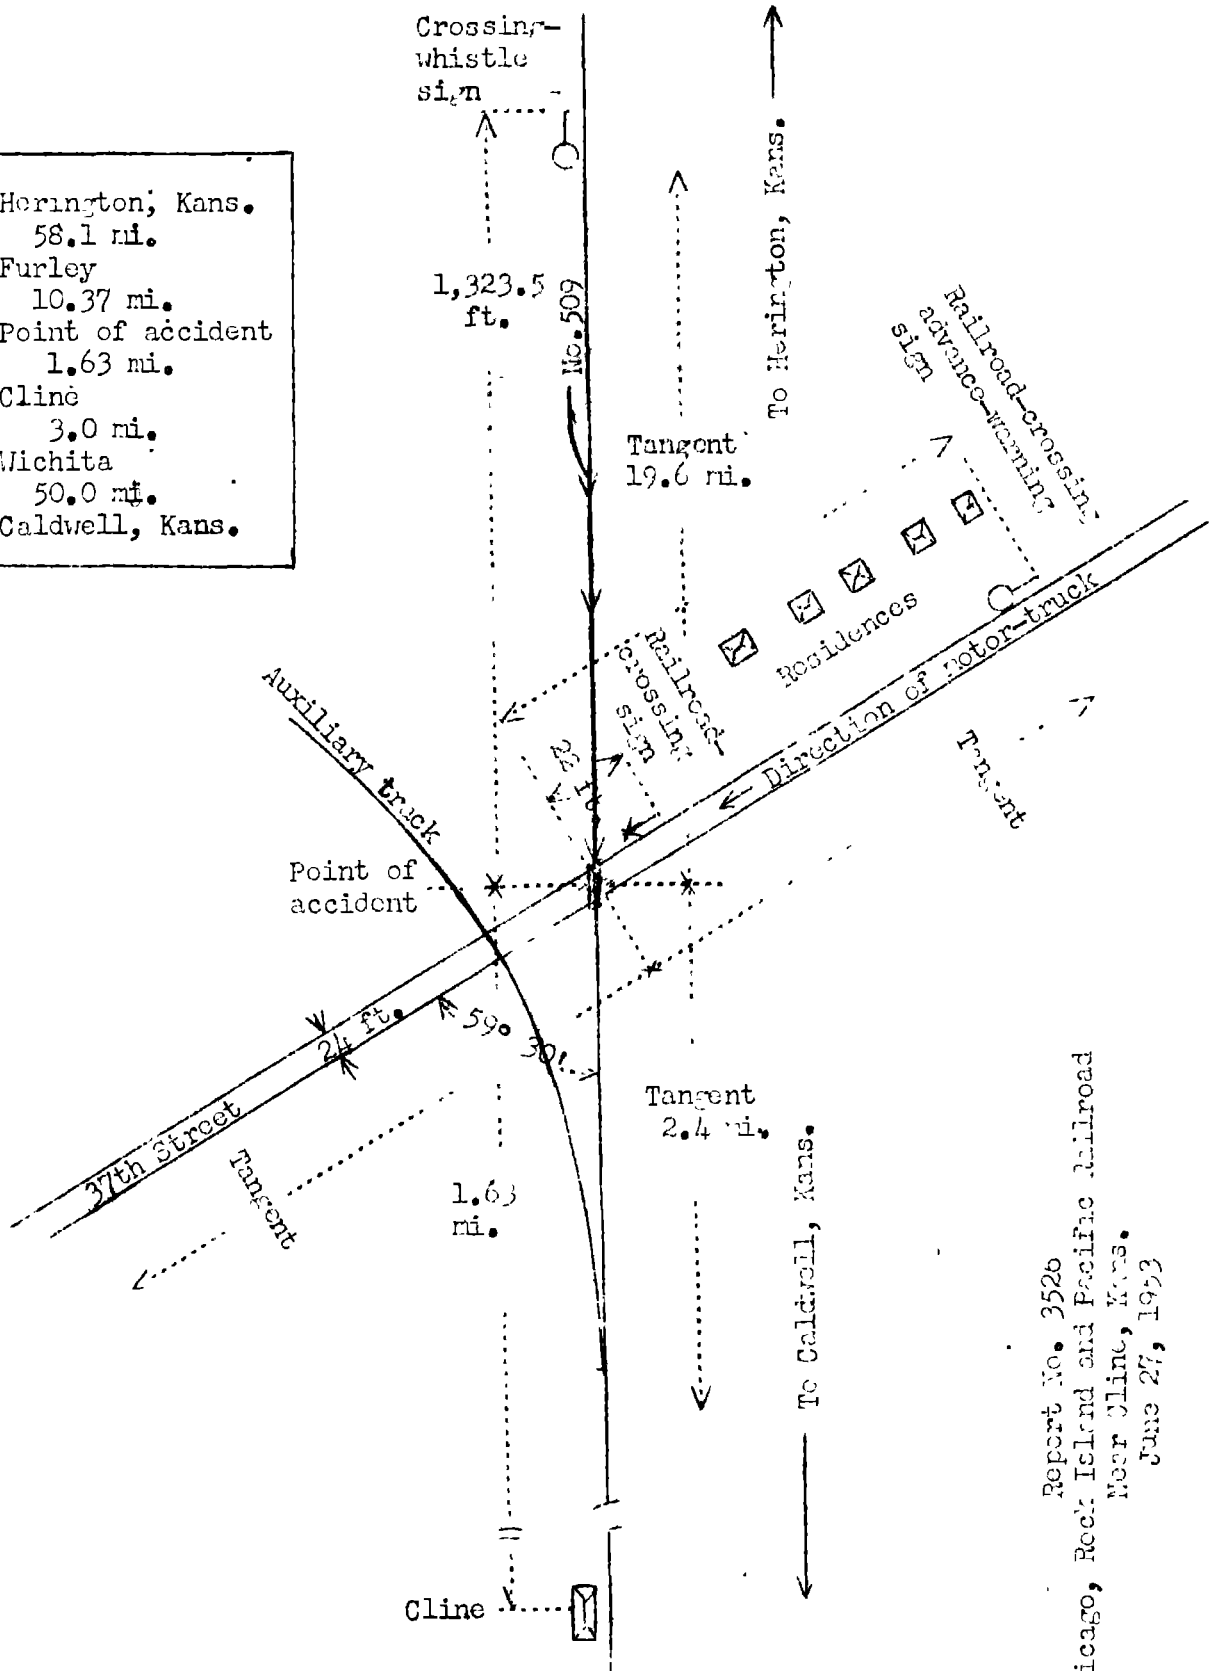 Crossing-
whistle
sign
Herington, Kans.
58.1 mi.
Furley
10.37 mi.
Point of accident
1.63 mi.
Cline
3.0 mi.
Wichita
50.0 mi.
Caldwell, Kans.
1,323.5
ft.
No. 509
To Herington, Kans.
Tangent
19.6 mi.
Railroad-crossing
advance-warning
sign
Residences
Railroad-
crossing
sign
22 ft.
Direction of motor-truck
Tangent
Auxiliary track
Point of
accident
24 ft.
59° 30'
37th Street
Tangent
1.63
mi.
Tangent
2.4 mi.
To Caldwell, Kans.
Cline
Report No. 3526
icago, Rock Island and Pacific Railroad
Near Cline, Kans.
June 27, 1953